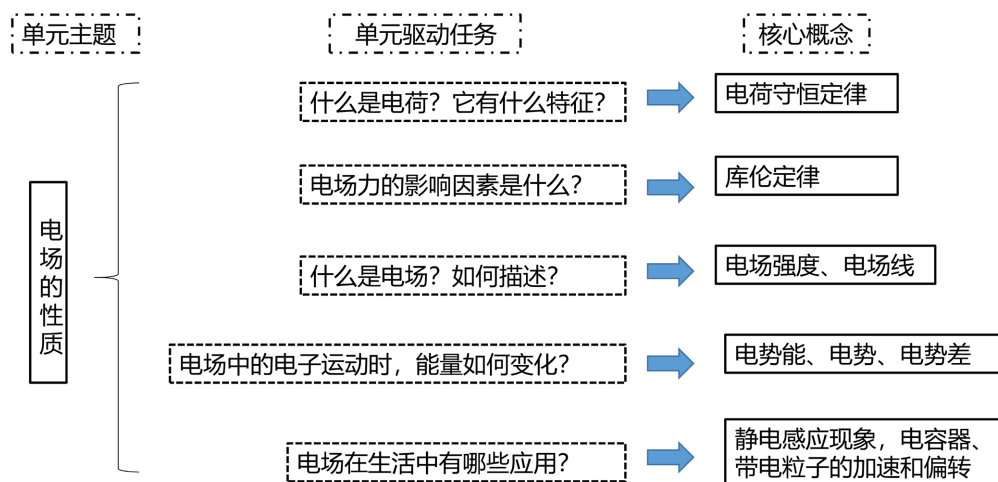 单元主题
单元驱动任务
核心概念
电场的性质
什么是电荷？它有什么特征？
电荷守恒定律
电场力的影响因素是什么？
库伦定律
什么是电场？如何描述？
电场强度、电场线
电场中的电子运动时，能量如何变化？
电势能、电势、电势差
电场在生活中有哪些应用？
静电感应现象，电容器、
带电粒子的加速和偏转